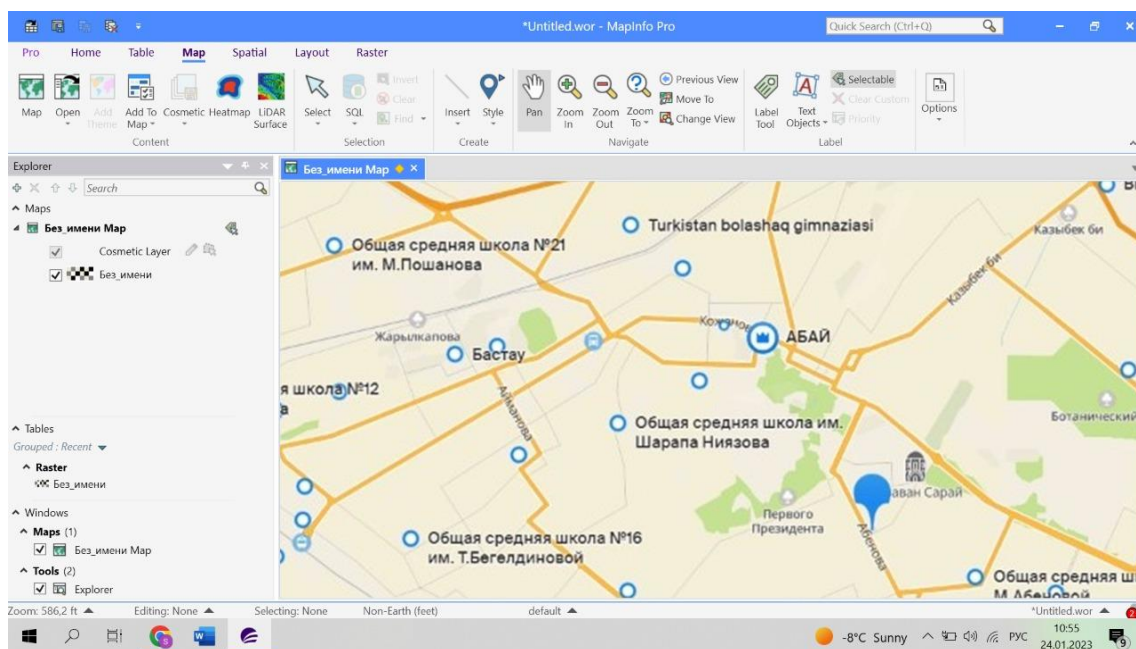 *Untitled.wor - MapInfo Pro
Quick Search (Ctrl+Q)
Pro Home Table Map Spatial Layout Raster
Map
Open
Add Theme
Add To Map
Cosmetic
Heatmap
LiDAR Surface
Content
Select
SQL
Invert
Clear
Find
Selection
Insert
Style
Create
Pan
Zoom In
Zoom Out
Zoom To
Previous View
Move To
Change View
Navigate
Label Tool
Text Objects
Selectable
Clear Custom
Priority
Label
Options
Explorer
Search
Maps
Без_имени Map
Cosmetic Layer
Без_имени
Tables
Grouped : Recent
Raster
Без_имени
Windows
Maps (1)
Без_имени Map
Tools (2)
Explorer
Без_имени Map
Turkistan bolashaq gimnaziasi
Казыбек би
Общая средняя школа №21
им. М.Пошанова
Казыбек би
Жарылкапова
АБАЙ
Бастау
я школа №12
Айманова
Ботанический
Общая средняя школа им.
Шарапа Ниязова
аван Сарай
Первого
Президента
Абенова
Общая средняя школа №16
им. Т.Бегелдиновой
Общая средняя ш
М.Абеновой
Zoom: 586,2 ft Editing: None Selecting: None Non-Earth (feet) default *Untitled.wor 2
-8°C Sunny РУС 10:55
24.01.2023
9